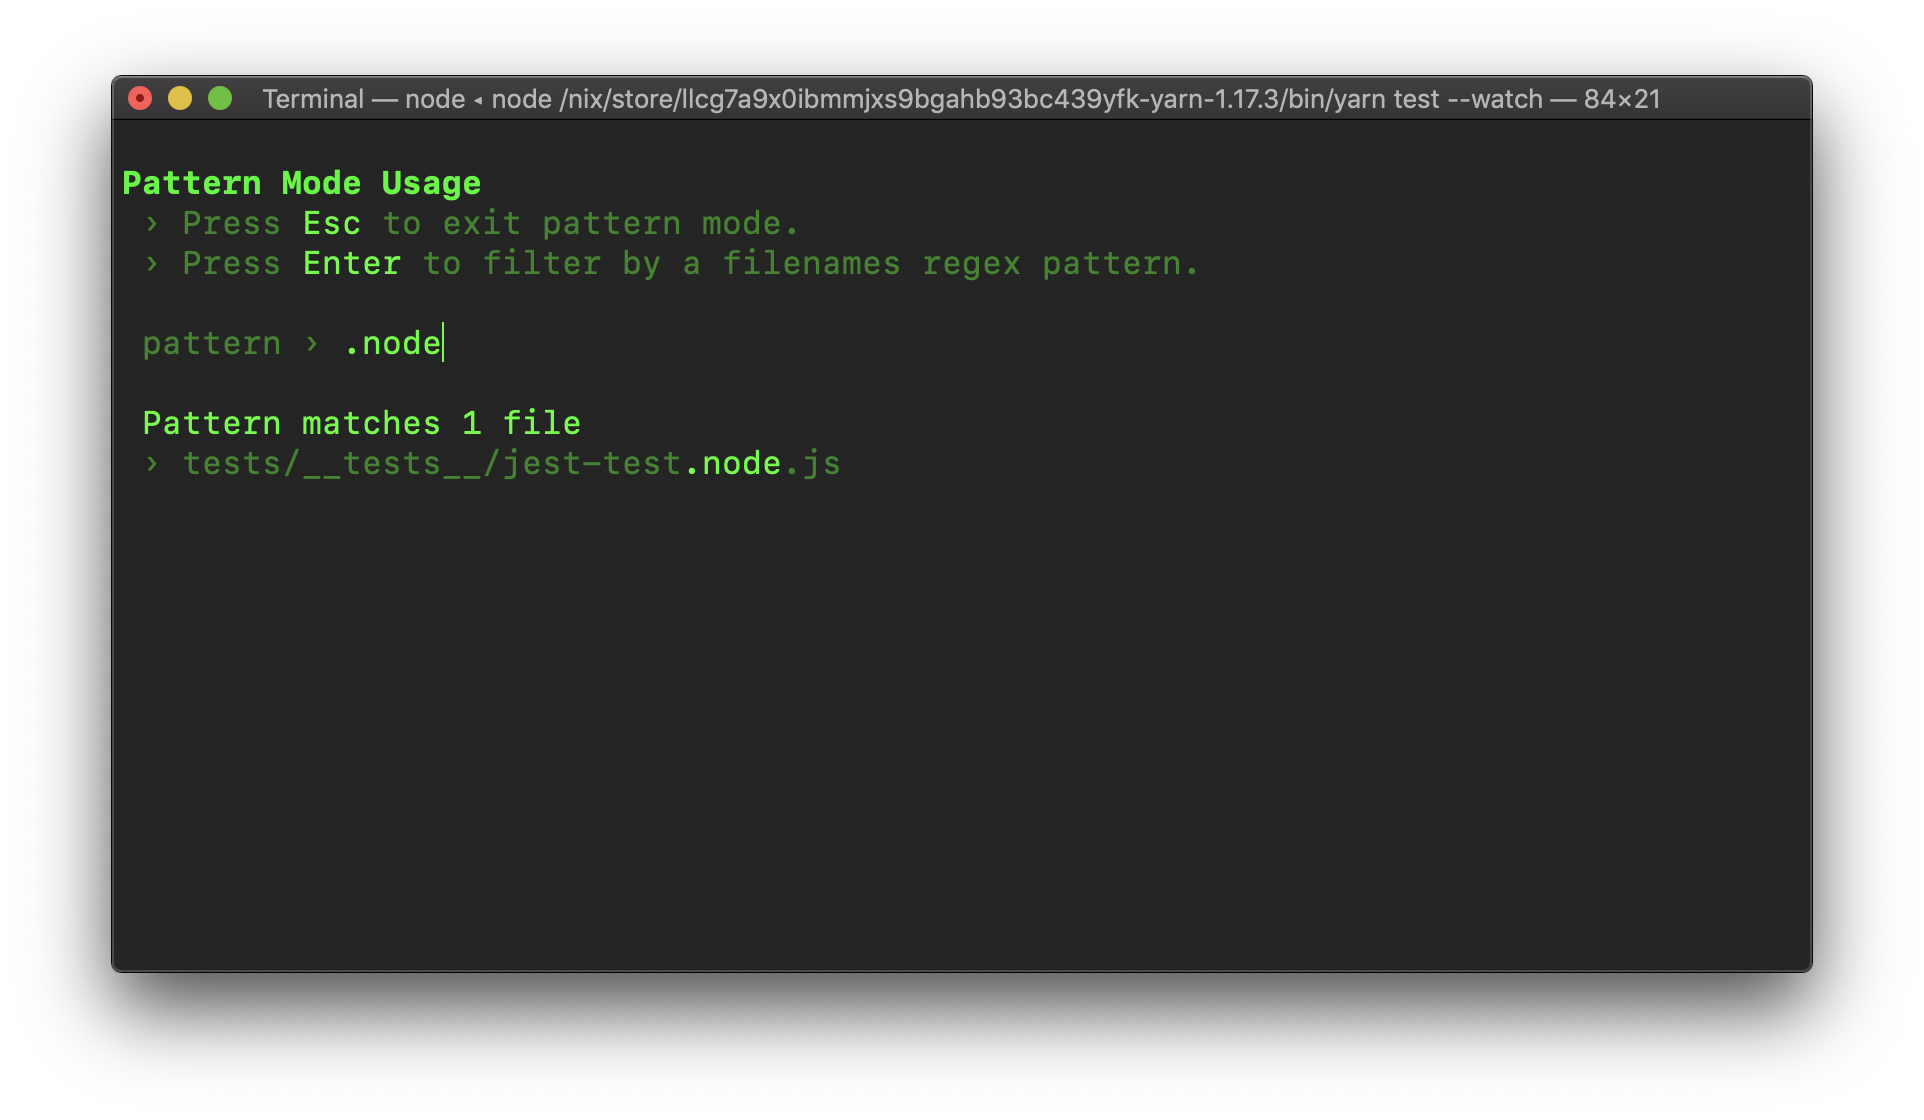 Terminal — node ◂ node /nix/store/llcg7a9x0ibmmjxs9bgahb93bc439yfk-yarn-1.17.3/bin/yarn test --watch — 84×21
Pattern Mode Usage
› Press Esc to exit pattern mode.
› Press Enter to filter by a filenames regex pattern.
pattern › .node
Pattern matches 1 file
› tests/__tests__/jest-test.node.js